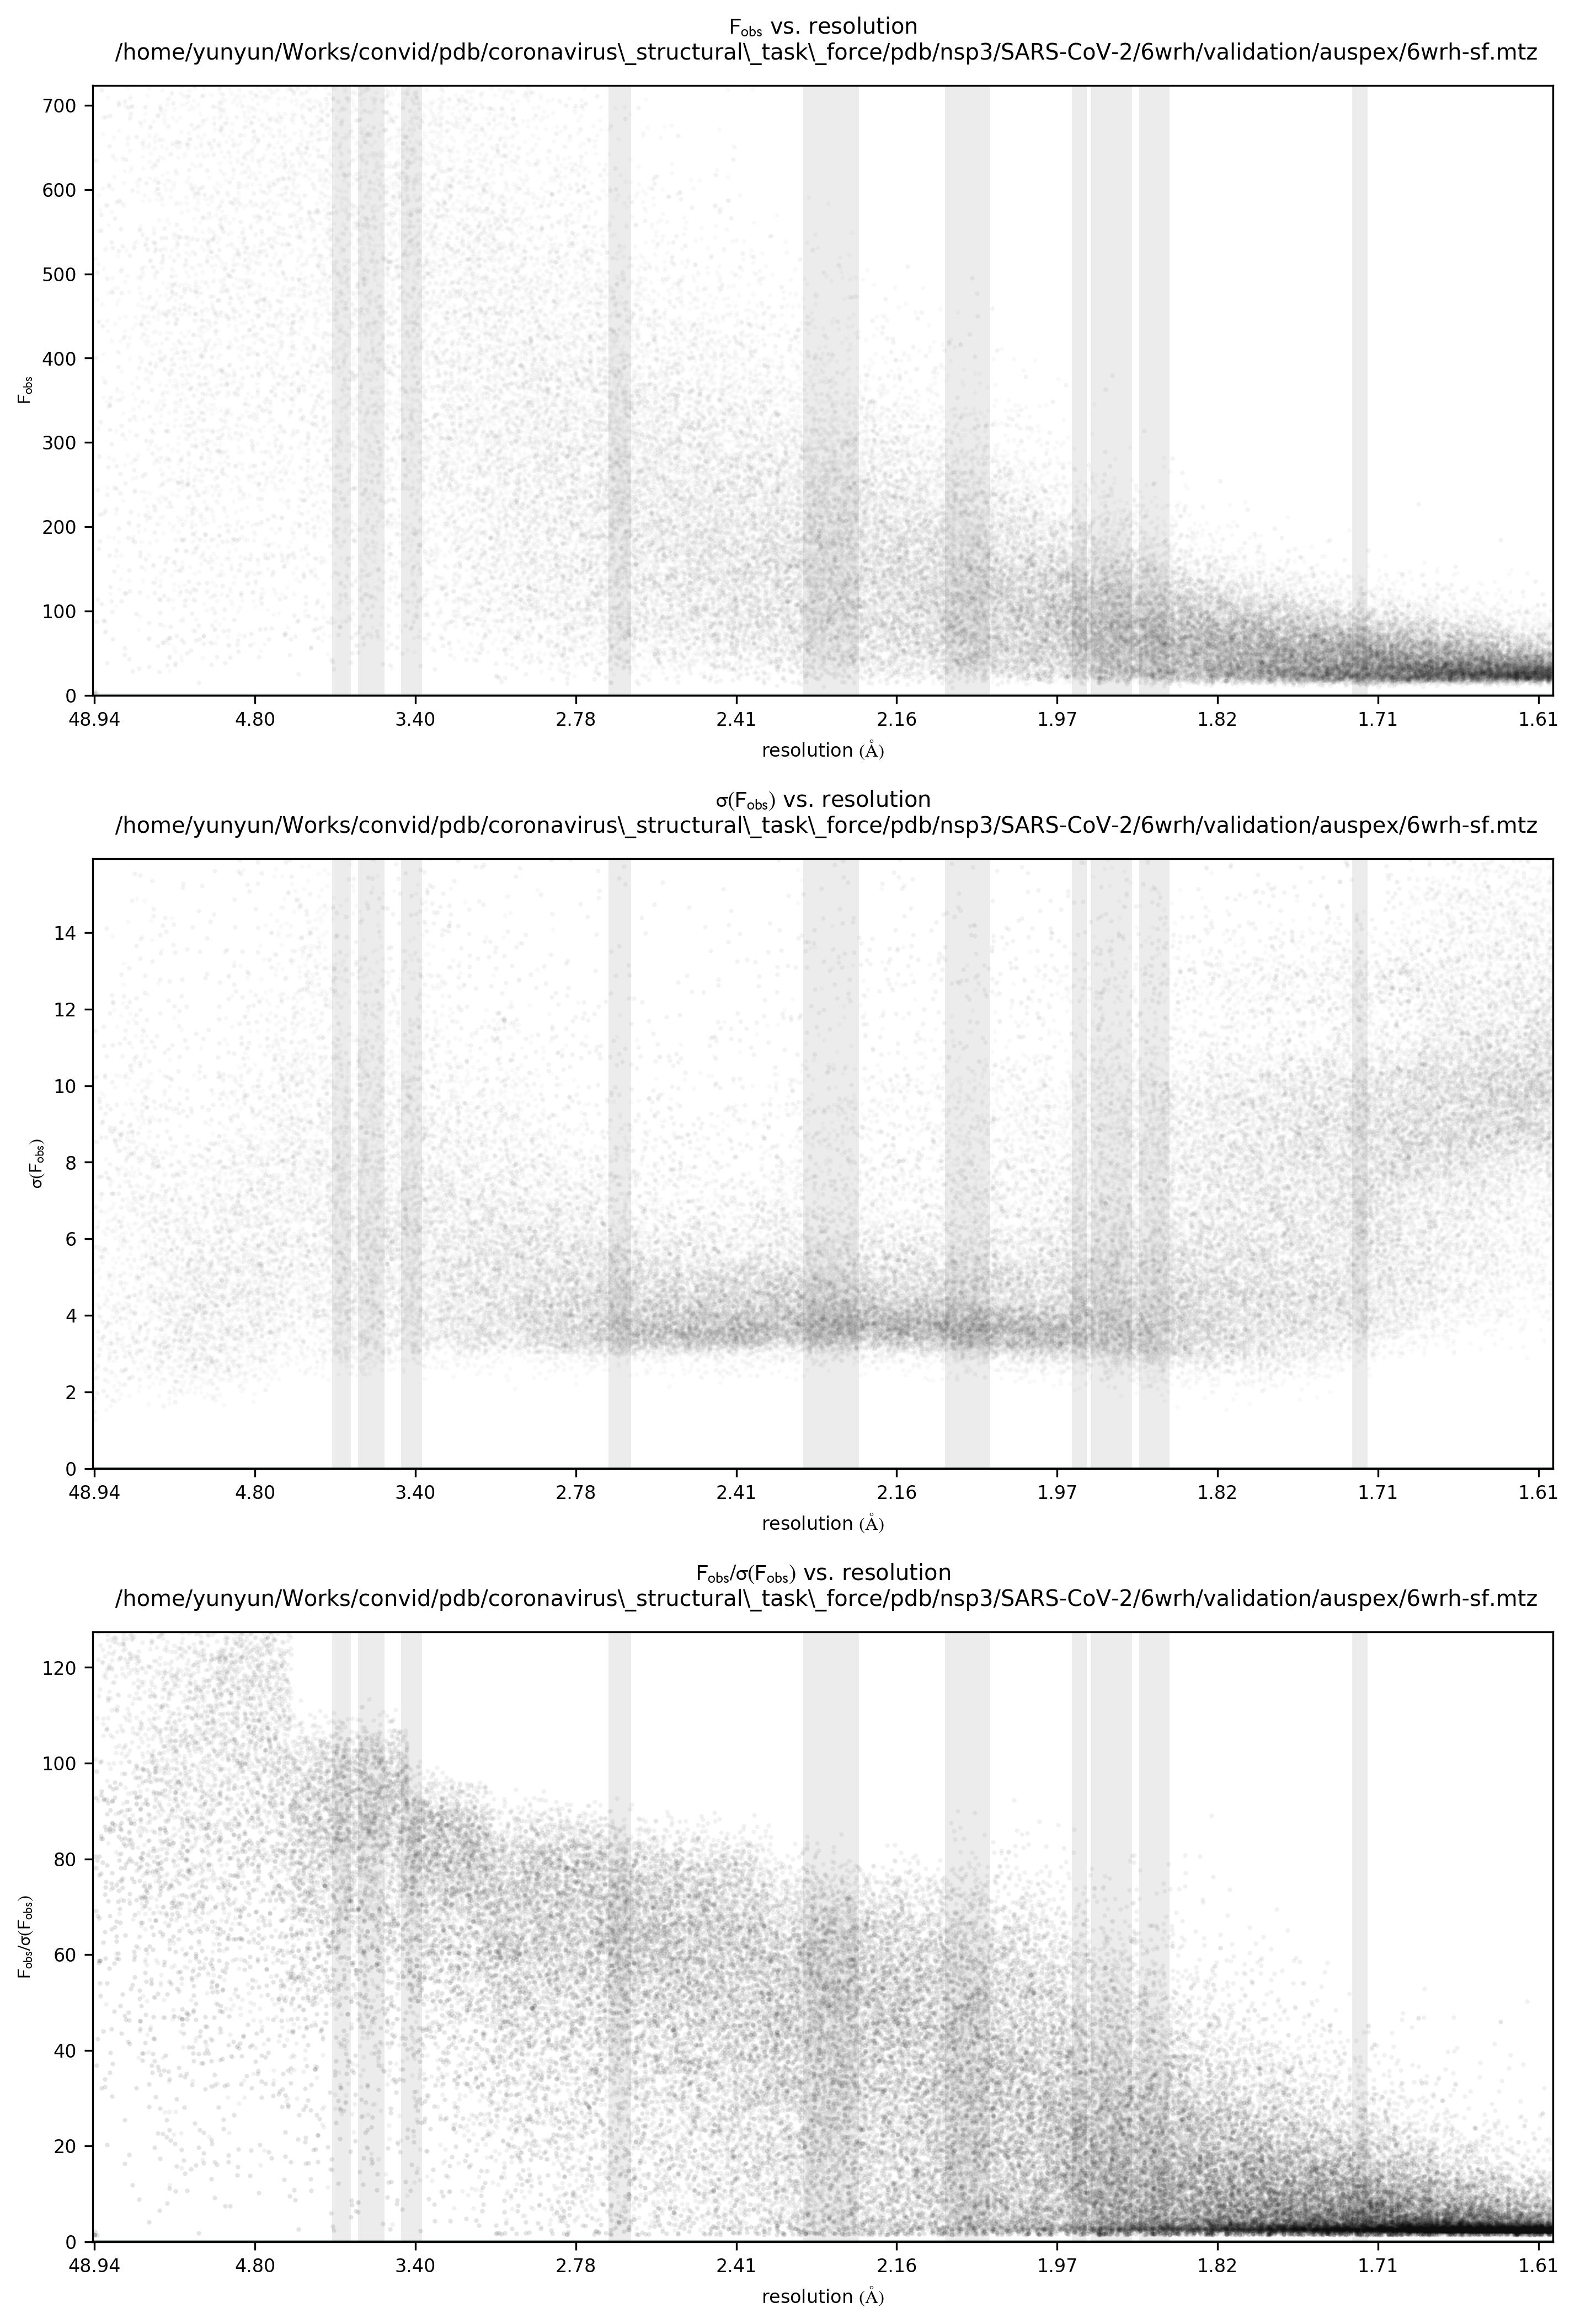 Fobs vs. resolution
/home/yunyun/Works/convid/pdb/coronavirus\_structural\_task\_force/pdb/nsp3/SARS-CoV-2/6wrh/validation/auspex/6wrh-sf.mtz
700
600
500
400
300
200
100
0
Fobs
48.94 4.80 3.40 2.78 2.41 2.16 1.97 1.82 1.71 1.61
resolution (Å)
σ(Fobs) vs. resolution
/home/yunyun/Works/convid/pdb/coronavirus\_structural\_task\_force/pdb/nsp3/SARS-CoV-2/6wrh/validation/auspex/6wrh-sf.mtz
14
12
10
8
6
4
2
0
σ(Fobs)
48.94 4.80 3.40 2.78 2.41 2.16 1.97 1.82 1.71 1.61
resolution (Å)
Fobs/σ(Fobs) vs. resolution
/home/yunyun/Works/convid/pdb/coronavirus\_structural\_task\_force/pdb/nsp3/SARS-CoV-2/6wrh/validation/auspex/6wrh-sf.mtz
120
100
80
60
40
20
0
Fobs/σ(Fobs)
48.94 4.80 3.40 2.78 2.41 2.16 1.97 1.82 1.71 1.61
resolution (Å)